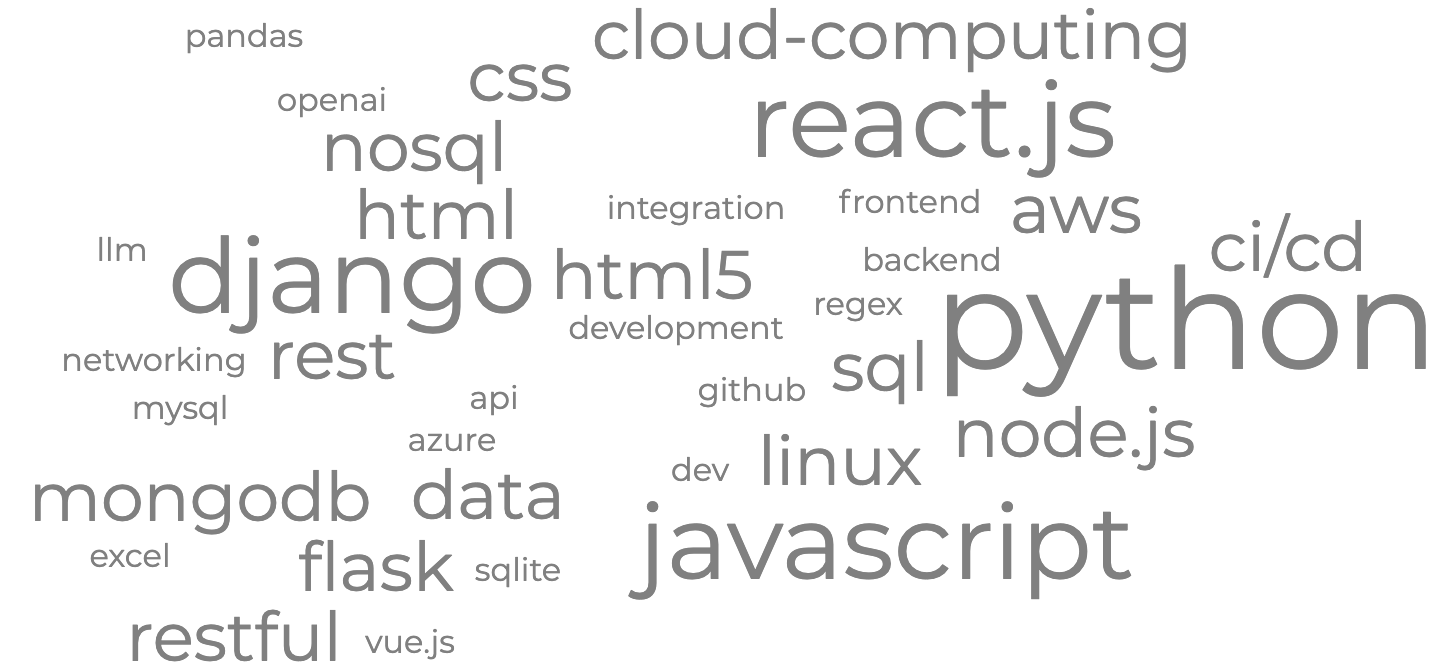 pandas
cloud-computing
css
openai
react.js
nosql
html
integration
frontend
aws
llm
django
html5
backend
ci/cd
regex
python
development
networking
rest
sql
mysql
api
github
azure
node.js
dev
linux
mongodb
data
javascript
excel
flask
sqlite
restful
vue.js